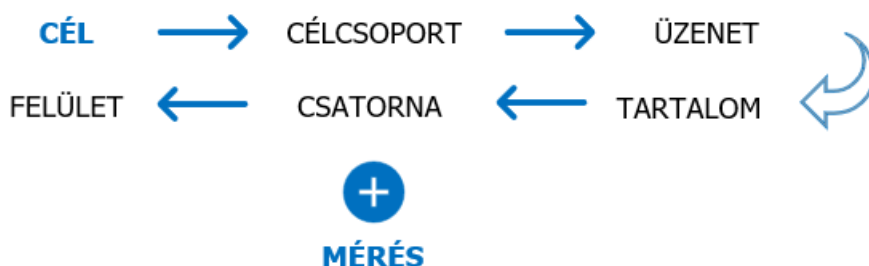 CÉL CÉLCSOPORT ÜZENET
FELÜLET CSATORNA TARTALOM
MÉRÉS